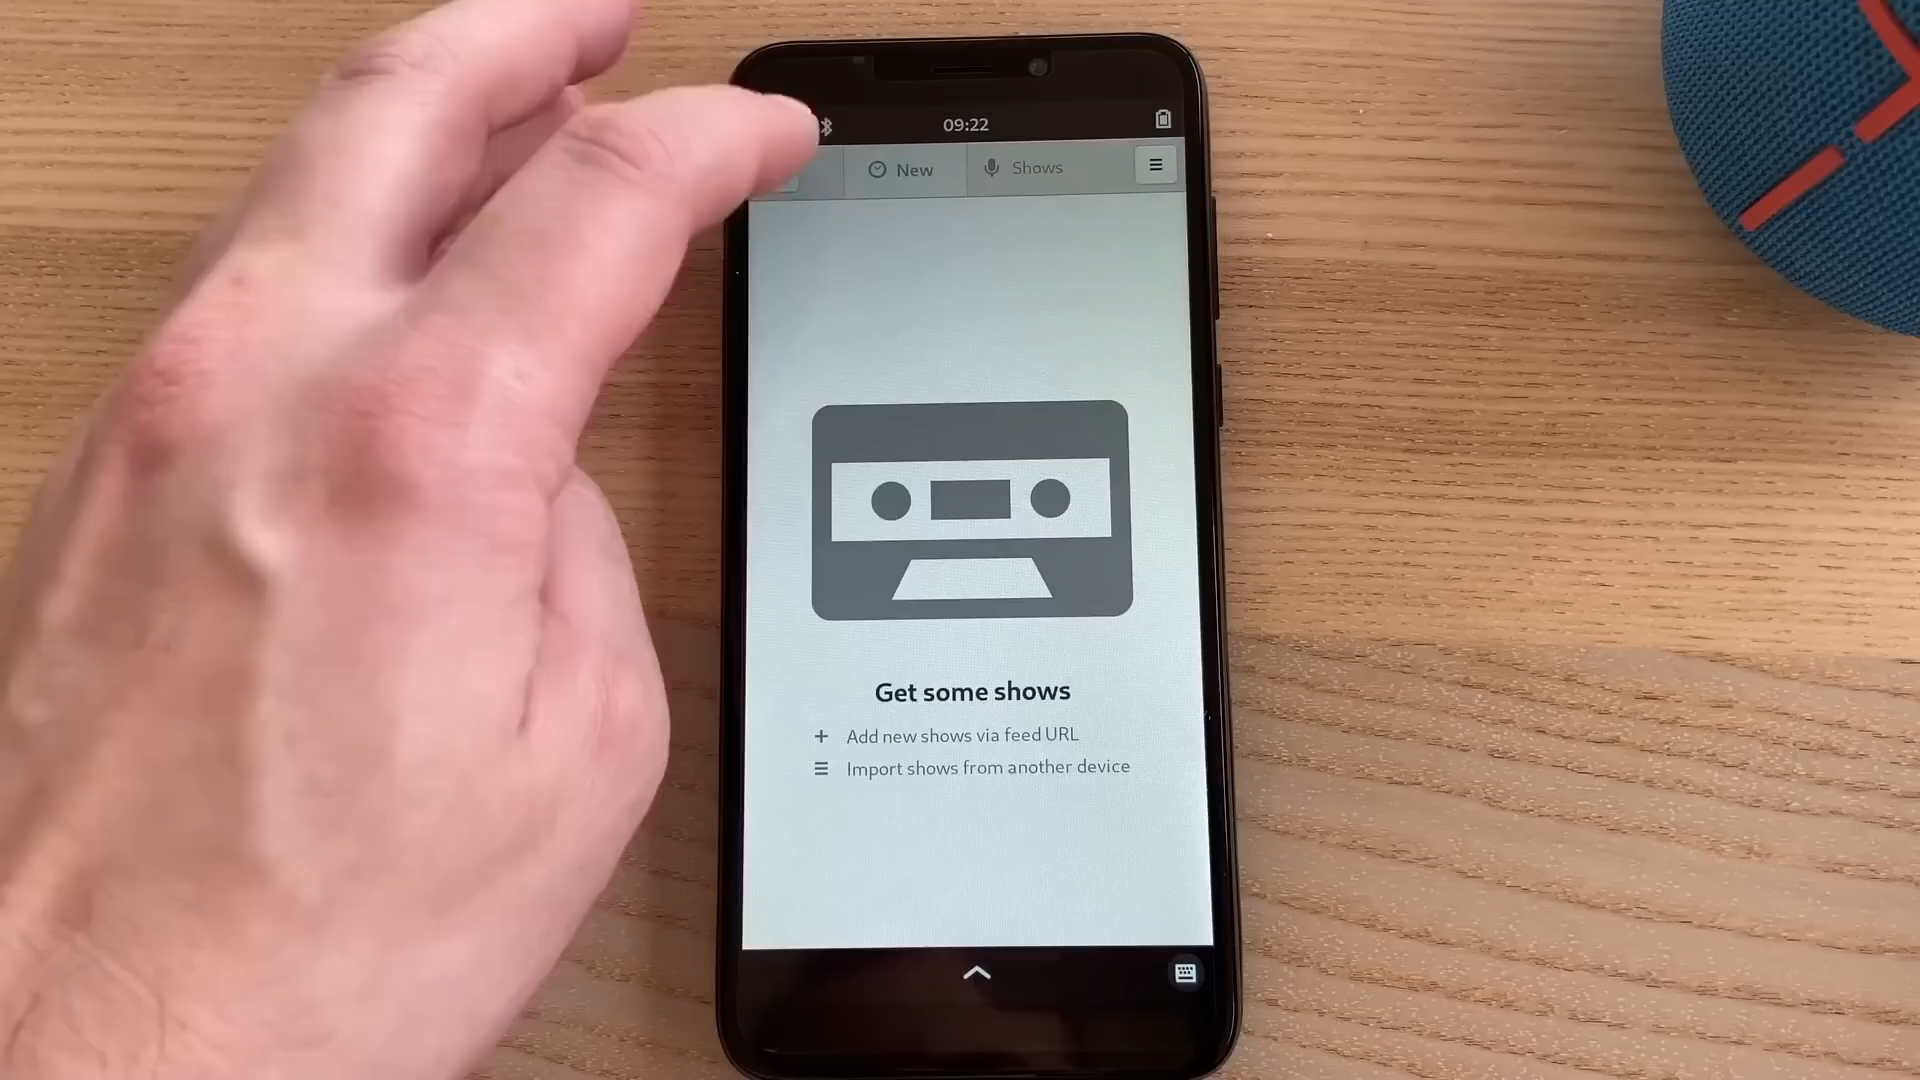 09:22
New
Shows
Get some shows
+ Add new shows via feed URL
Import shows from another device